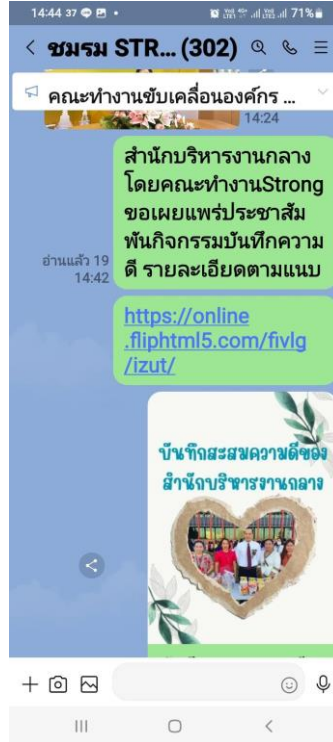 14:44 37
71%
ชมรม STR... (302)
คณะทำงานขับเคลื่อนองค์กร ...
14:24
สำนักบริหารงานกลาง
โดยคณะทำงานStrong
ขอเผยแพร่ประชาสัม
พันกิจกรรมบันทึกความ
ดี รายละเอียดตามแนบ
อ่านแล้ว 19
14:42
https://online
.fliphtml5.com/fivlg
/izut/
บันทึกสะสมความดีของ
สำนักบริหารงานกลาง